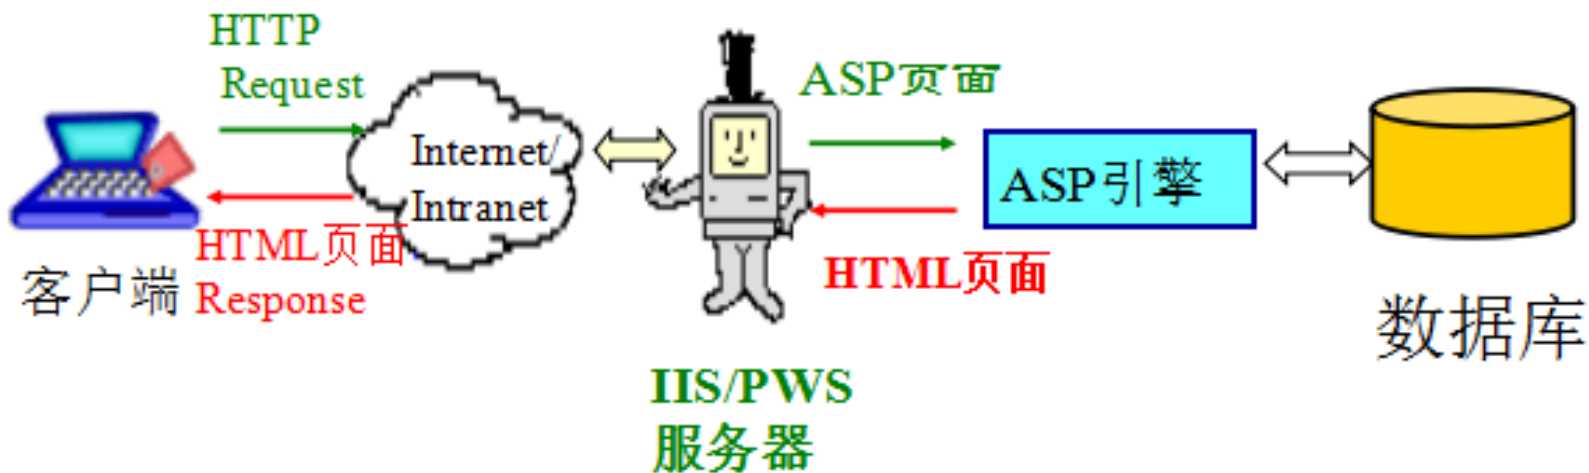 HTTP
Request
Internet/
Intranet
HTML页面
Response
客户端
ASP页面
HTML页面
IIS/PWS
服务器
ASP引擎
数据库